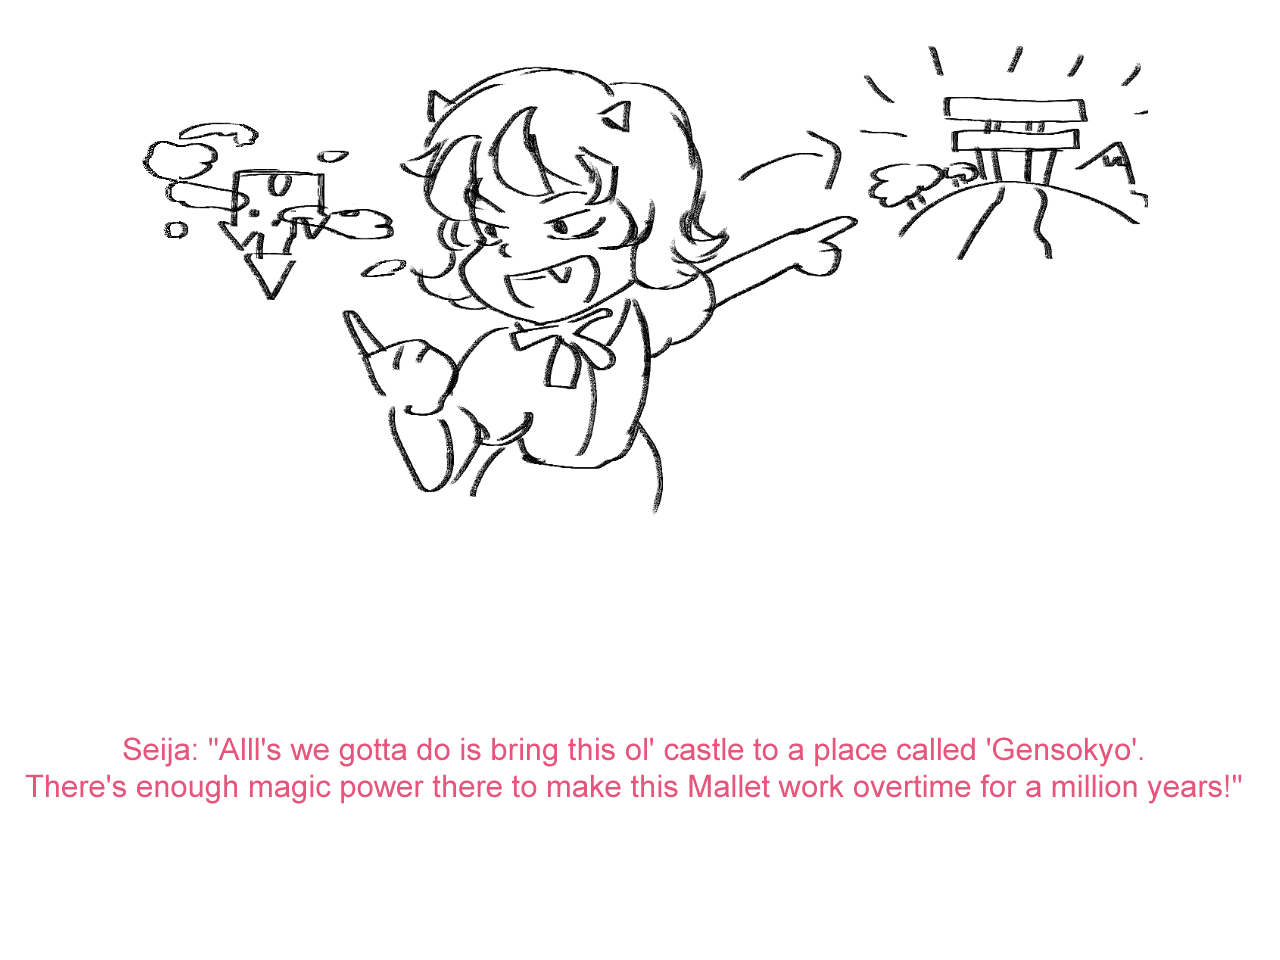 Seija: "Alll's we gotta do is bring this ol' castle to a place called 'Gensokyo'.
There's enough magic power there to make this Mallet work overtime for a million years!"